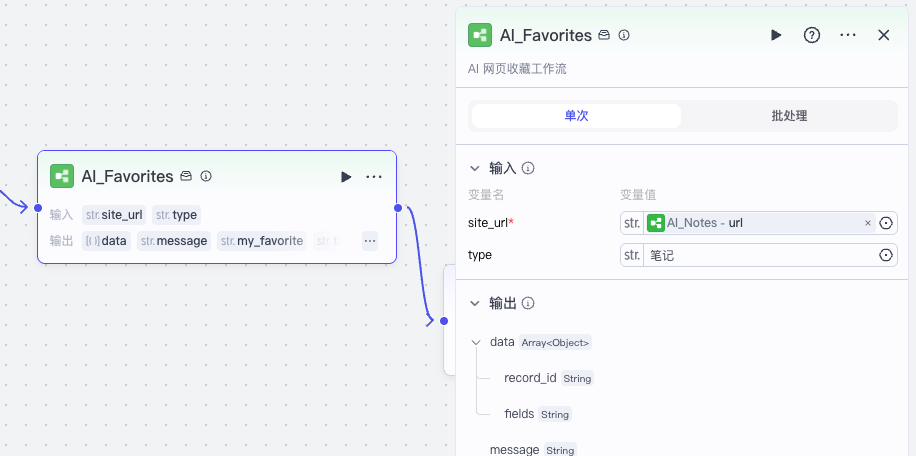 AI_Favorites
输入 str. site_url str. type
输出 [( )] data str. message str. my_favorite
AI_Favorites
AI 网页收藏工作流
单次 批处理
输入
变量名 变量值
site_url* str. AI_Notes - url ×
type str. 笔记
输出
data Array<Object>
record_id String
fields String
message String